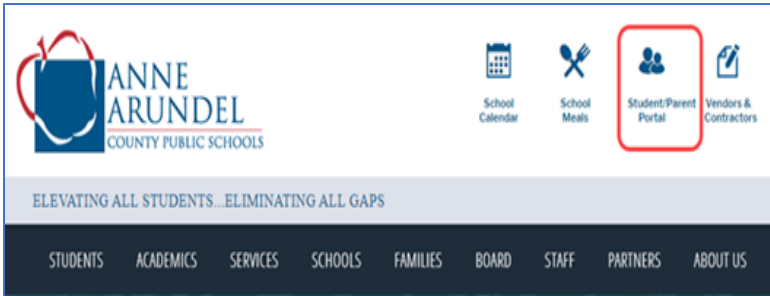 ANNE
ARUNDEL
COUNTY PUBLIC SCHOOLS
School
Calendar
School
Meals
Student/Parent
Portal
Vendors &
Contractors
ELEVATING ALL STUDENTS...ELIMINATING ALL GAPS
STUDENTS ACADEMICS SERVICES SCHOOLS FAMILIES BOARD STAFF PARTNERS ABOUT US